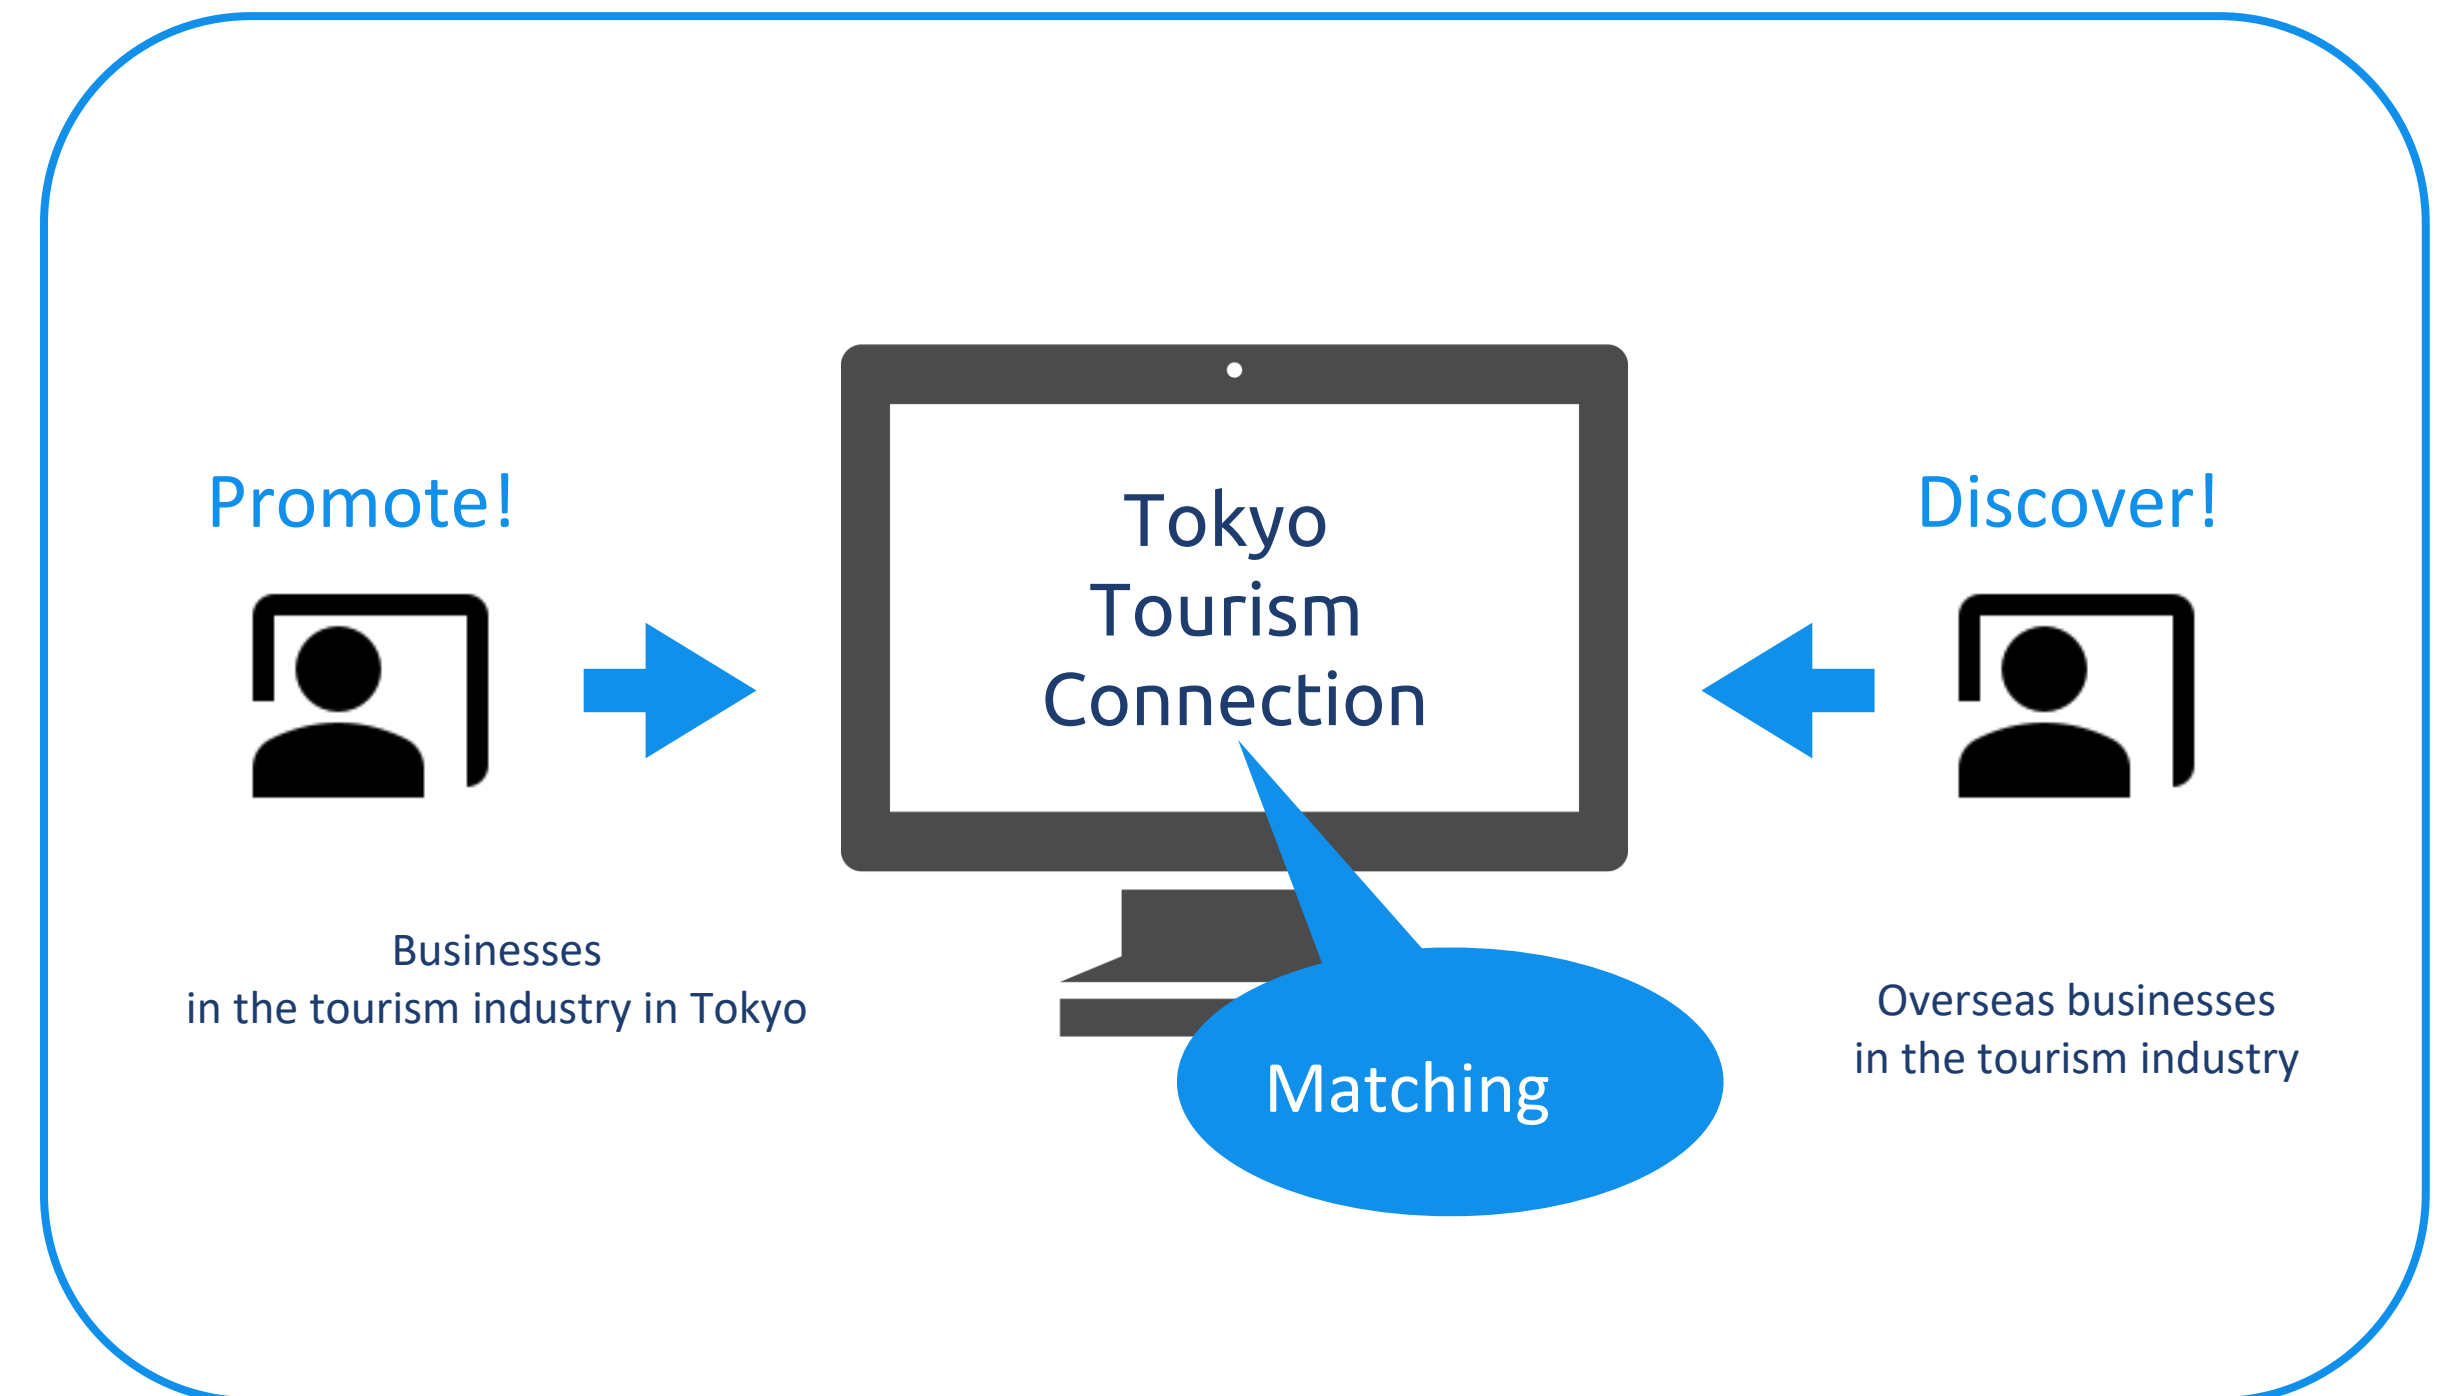 Promote!
Businesses
in the tourism industry in Tokyo
Tokyo
Tourism
Connection
Matching
Discover!
Overseas businesses
in the tourism industry